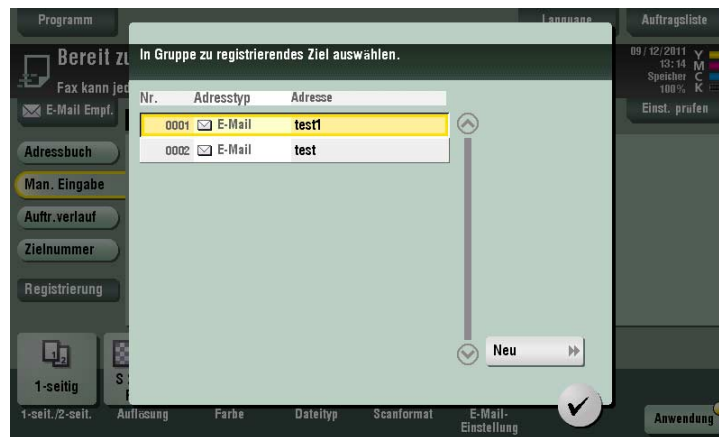 Programm
Language
Auftragsliste
Bereit zu
In Gruppe zu registrierendes Ziel auswählen.
09/12/2011
13:14
Speicher
100%
Y
M
C
K
Fax kann jed
E-Mail Empf.
Einst. prüfen
Nr. Adresstyp Adresse
0001 E-Mail test1
0002 E-Mail test
Adressbuch
Man. Eingabe
Auftr.verlauf
Zielnummer
Registrierung
Neu
1-seitig
1-seit./2-seit. Auflösung Farbe Dateityp Scanformat E-Mail-
Einstellung
Anwendung